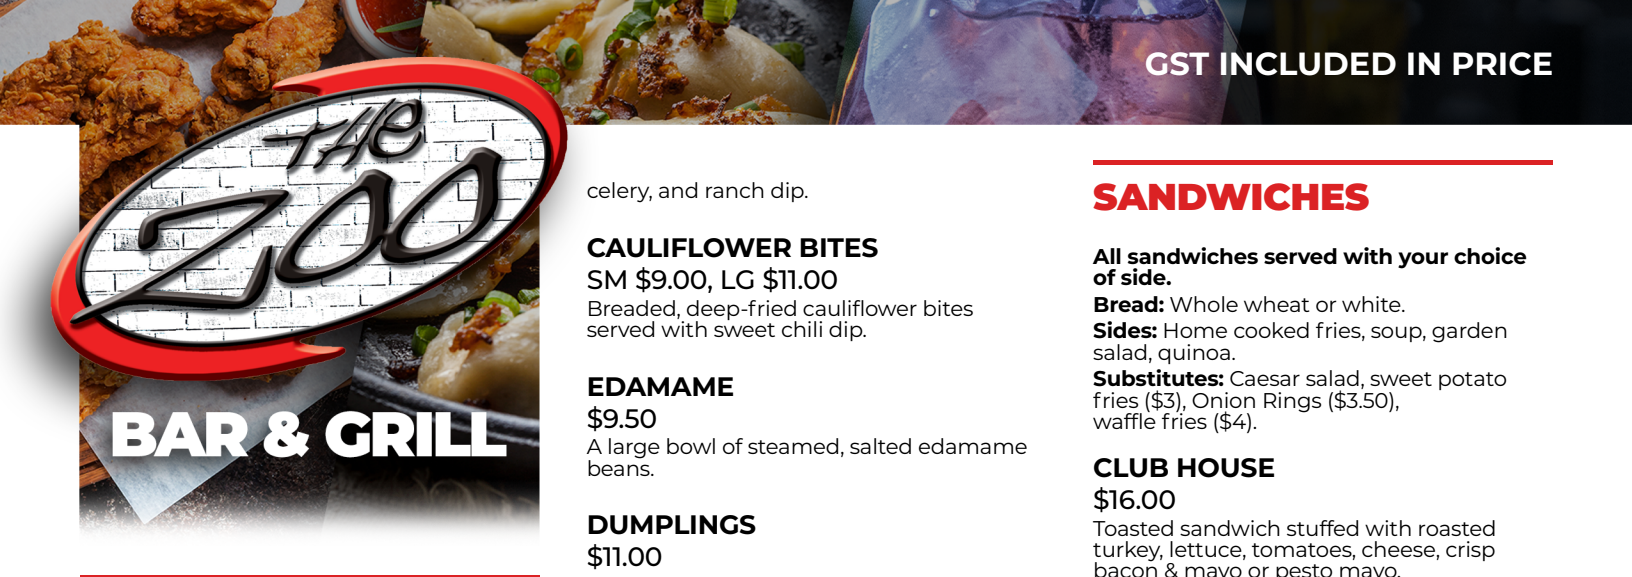 GST INCLUDED IN PRICE
THE
ZOO
BAR & GRILL
celery, and ranch dip.
CAULIFLOWER BITES
SM $9.00, LG $11.00
Breaded, deep-fried cauliflower bites
served with sweet chili dip.
EDAMAME
$9.50
A large bowl of steamed, salted edamame
beans.
DUMPLINGS
$11.00
SANDWICHES
All sandwiches served with your choice
of side.
Bread: Whole wheat or white.
Sides: Home cooked fries, soup, garden
salad, quinoa.
Substitutes: Caesar salad, sweet potato
fries ($3), Onion Rings ($3.50),
waffle fries ($4).
CLUB HOUSE
$16.00
Toasted sandwich stuffed with roasted
turkey, lettuce, tomatoes, cheese, crisp
bacon & mayo or pesto mayo.